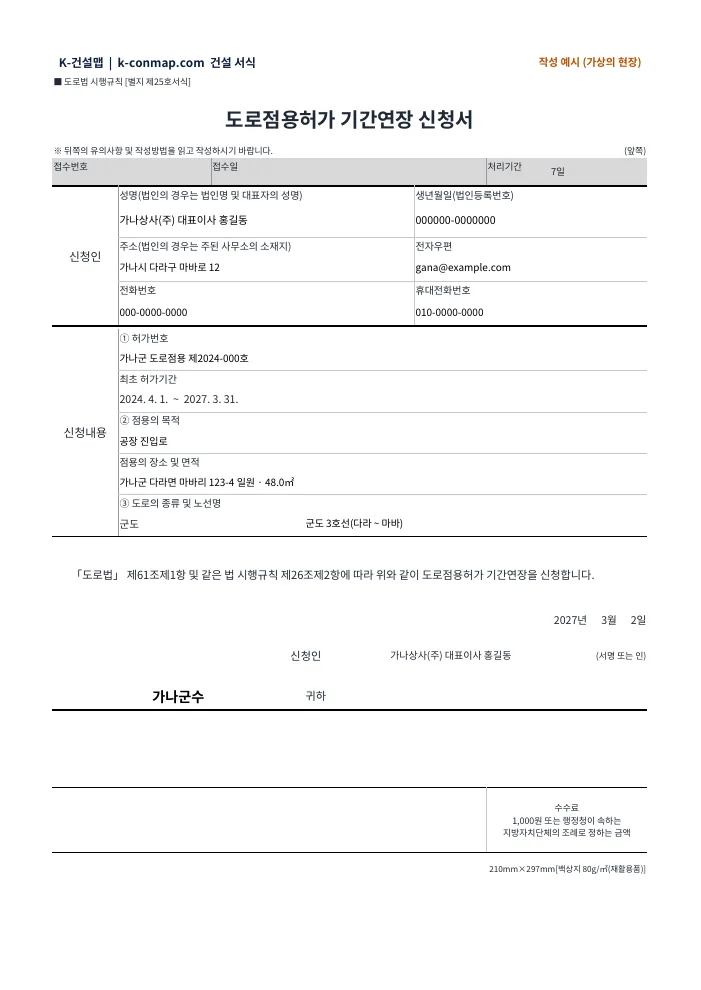 K-건설맵 | k-conmap.com 건설 서식
작성 예시 (가상의 현장)
■ 도로법 시행규칙 [별지 제25호서식]
도로점용허가 기간연장 신청서
※ 뒤쪽의 유의사항 및 작성방법을 읽고 작성하시기 바랍니다.
(앞쪽)
접수번호
접수일
처리기간
7일
신청인
성명(법인의 경우는 법인명 및 대표자의 성명)
가나상사(주) 대표이사 홍길동
생년월일(법인등록번호)
000000-0000000
주소(법인의 경우는 주된 사무소의 소재지)
가나시 다라구 마바로 12
전자우편
gana@example.com
전화번호
000-0000-0000
휴대전화번호
010-0000-0000
신청내용
① 허가번호
가나군 도로점용 제2024-000호
최초 허가기간
2024. 4. 1. ~ 2027. 3. 31.
② 점용의 목적
공장 진입로
점용의 장소 및 면적
가나군 다라면 마바리 123-4 일원 · 48.0㎡
③ 도로의 종류 및 노선명
군도
군도 3호선(다라 ~ 마바)
「도로법」 제61조제1항 및 같은 법 시행규칙 제26조제2항에 따라 위와 같이 도로점용허가 기간연장을 신청합니다.
2027년 3월 2일
신청인
가나상사(주) 대표이사 홍길동
(서명 또는 인)
가나군수
귀하
수수료
1,000원 또는 행정청이 속하는
지방자치단체의 조례로 정하는 금액
210mm×297mm[백상지 80g/㎡(재활용품)]